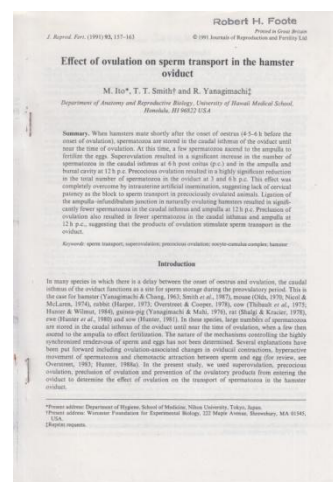 Robert H. Foote
Printed in Great Britain
J. Reprod. Fert. (1991) 93, 157–163
© 1991 Journals of Reproduction and Fertility Ltd
Effect of ovulation on sperm transport in the hamster
oviduct
M. Ito*, T. T. Smith† and R. Yanagimachi‡
Department of Anatomy and Reproductive Biology, University of Hawaii Medical School,
Honolulu, HI 96822 USA
Summary. When hamsters mate shortly after the onset of oestrus (4·5–6 h before the
onset of ovulation), spermatozoa are stored in the caudal isthmus of the oviduct until
near the time of ovulation. At this time, a few spermatozoa ascend to the ampulla to
fertilize the eggs. Superovulation resulted in a significant increase in the number of
spermatozoa in the caudal isthmus at 6 h post coitus (p.c.) and in the ampulla and
bursal cavity at 12 h p.c. Precocious ovulation resulted in a highly significant reduction
in the total number of spermatozoa in the oviduct at 3 and 6 h p.c. This effect was
completely overcome by intrauterine artificial insemination, suggesting lack of cervical
patency as the block to sperm transport in precociously ovulated animals. Ligation of
the ampulla–infundibulum junction in naturally ovulating hamsters resulted in signifi-
cantly fewer spermatozoa in the caudal isthmus and ampulla at 12 h p.c. Preclusion of
ovulation also resulted in fewer spermatozoa in the caudal isthmus and ampulla at
12 h p.c., suggesting that the products of ovulation stimulate sperm transport in the
oviduct.
Keywords: sperm transport; superovulation; precocious ovulation; oocyte-cumulus complex; hamster
Introduction
In many species in which there is a delay between the onset of oestrus and ovulation, the caudal
isthmus of the oviduct functions as a site for sperm storage during the preovulatory period. This is
the case for hamster (Yanagimachi & Chang, 1963; Smith et al., 1987), mouse (Olds, 1970; Nicol &
McLaren, 1974), rabbit (Harper, 1973; Overstreet & Cooper, 1978), cow (Thibault et al., 1975;
Hunter & Wilmut, 1984), guinea-pig (Yanagimachi & Mahi, 1976), rat (Shalgi & Kraicer, 1978),
ewe (Hunter et al., 1980) and sow (Hunter, 1981). In these species, large numbers of spermatozoa
are stored in the caudal isthmus of the oviduct until near the time of ovulation, when a few then
ascend to the ampulla to effect fertilization. The nature of the mechanisms controlling the highly
synchronized rendezvous of sperm and eggs has not been determined. Several explanations have
been put forward including ovulation-associated changes in oviducal contractions, hyperactive
movement of spermatozoa and chemotactic attraction between sperm and egg (for review, see
Overstreet, 1983; Hunter, 1988a). In the present study, we used superovulation, precocious
ovulation, preclusion of ovulation and prevention of the ovulatory products from entering the
oviduct to determine the effect of ovulation on the transport of spermatozoa in the hamster
oviduct.
*Present address: Department of Hygiene, School of Medicine, Nihon University, Tokyo, Japan.
†Present address: Worcester Foundation for Experimental Biology, 222 Maple Avenue, Shrewsbury, MA 01545,
USA.
‡Reprint requests.